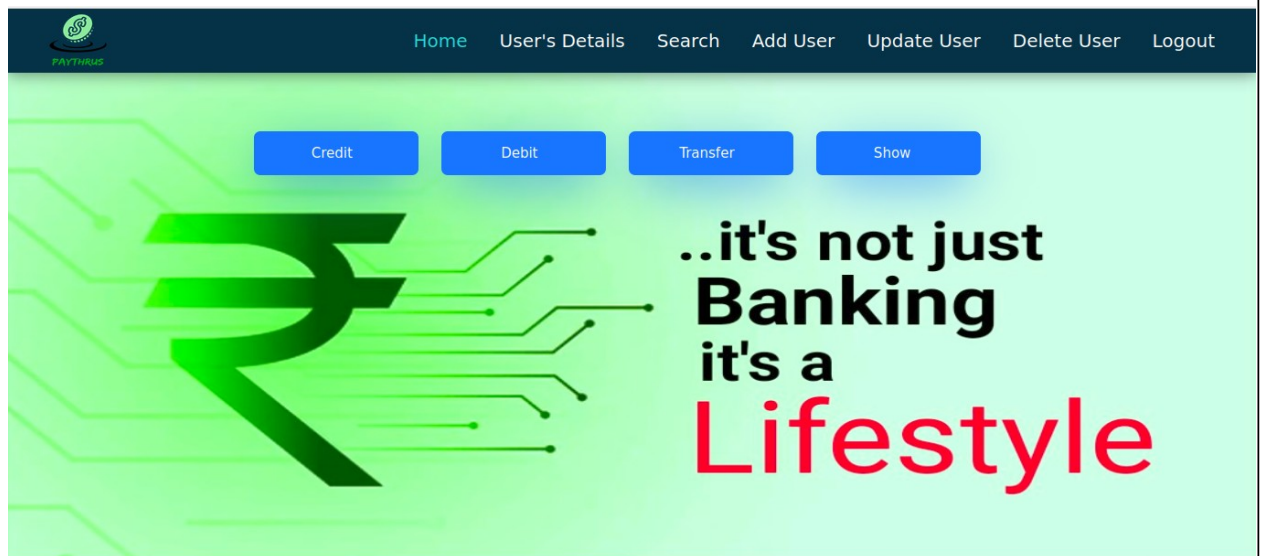 PAYTHRUS
Home User's Details Search Add User Update User Delete User Logout
Credit Debit Transfer Show
..it's not just
Banking
it's a
Lifestyle